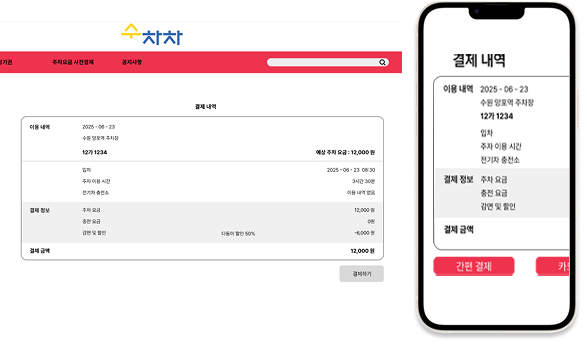 수차차
정기권 주차요금 사전결제 공지사항
결제 내역
이용 내역 2025 - 06 - 23
수원 망포역 주차장
12가 1234 예상 주차 요금 : 12,000 원
입차 2025 - 06 - 23 08:30
주차 이용 시간 3시간 30분
전기차 충전소 이용 내역 없음
결제 정보 주차 요금 12,000 원
충전 요금 0원
감면 및 할인 다둥이 할인 50% -6,000 원
결제 금액 12,000 원
결제하기
결제 내역
이용 내역 2025 - 06 - 23
수원 망포역 주차장
12가 1234
입차
주차 이용 시간
전기차 충전소
결제 정보 주차 요금
충전 요금
감면 및 할인
결제 금액
간편 결제 카